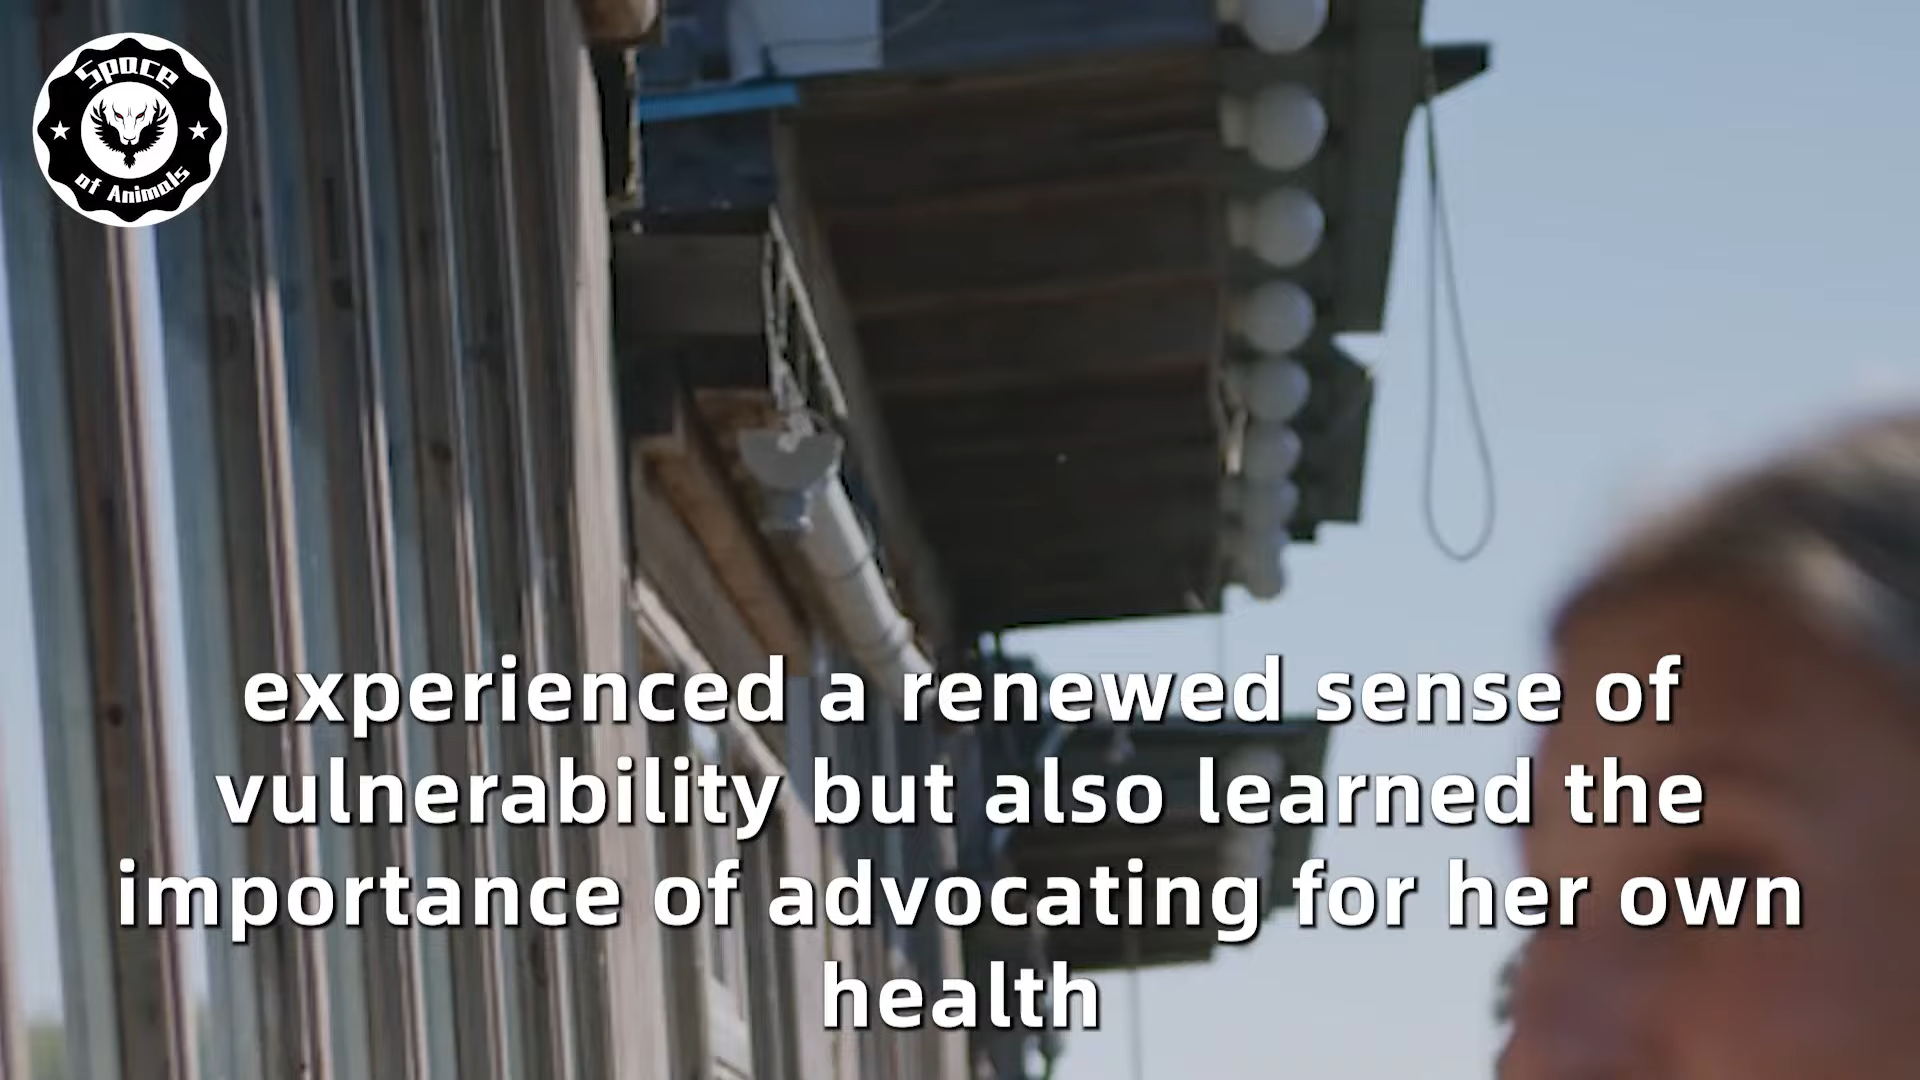 Space
of Animals
experienced a renewed sense of
vulnerability but also learned the
importance of advocating for her own
health